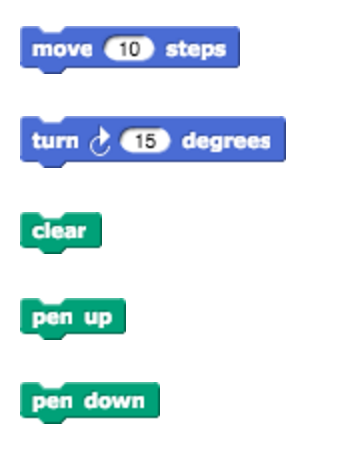 move 10 steps
turn 15 degrees
clear
pen up
pen down